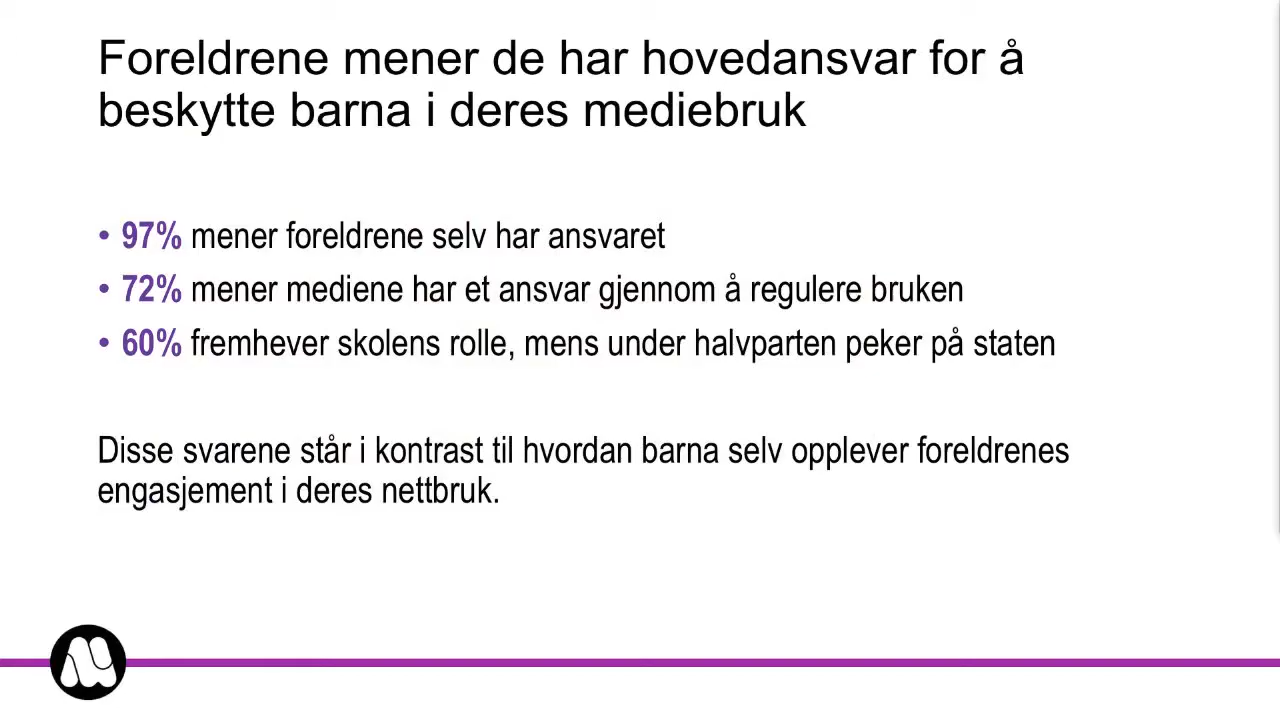 Foreldrene mener de har hovedansvar for å
beskytte barna i deres mediebruk
• 97% mener foreldrene selv har ansvaret
• 72% mener mediene har et ansvar gjennom å regulere bruken
• 60% fremhever skolens rolle, mens under halvparten peker på staten
Disse svarene står i kontrast til hvordan barna selv opplever foreldrenes
engasjement i deres nettbruk.